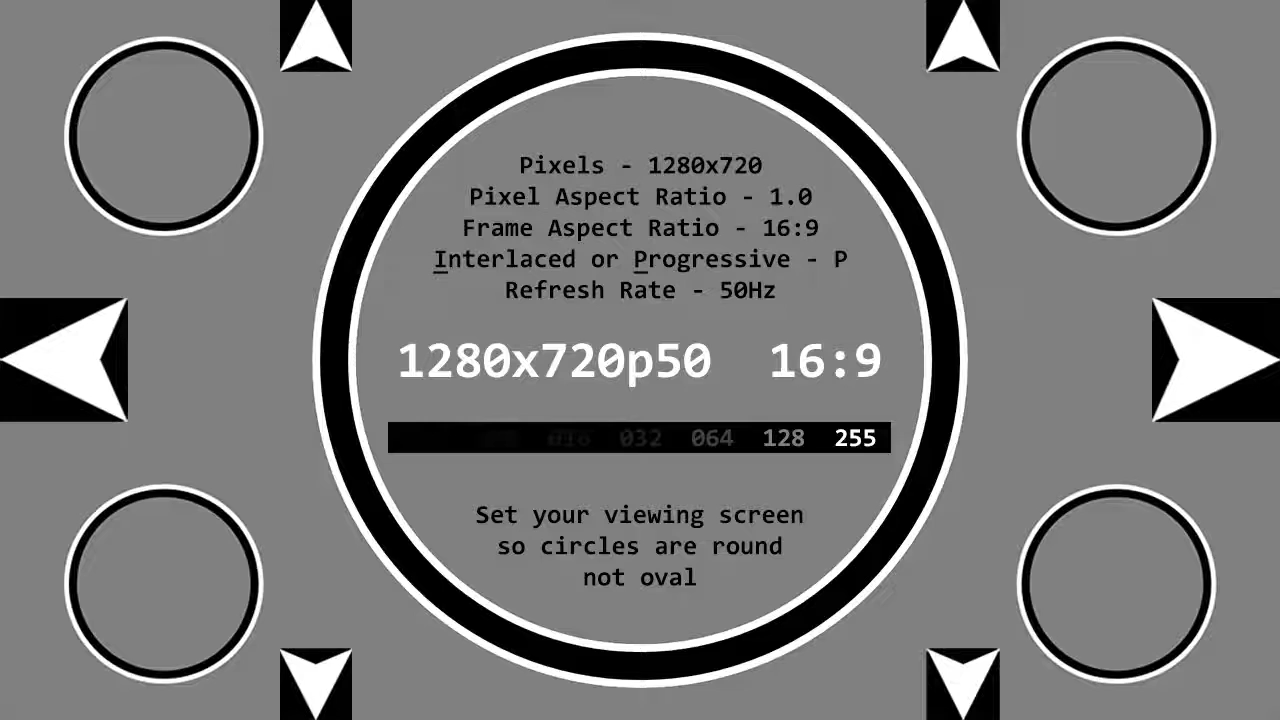 Pixels - 1280x720
Pixel Aspect Ratio - 1.0
Frame Aspect Ratio - 16:9
Interlaced or Progressive - P
Refresh Rate - 50Hz
1280x720p50 16:9
016 032 064 128 255
Set your viewing screen
so circles are round
not oval